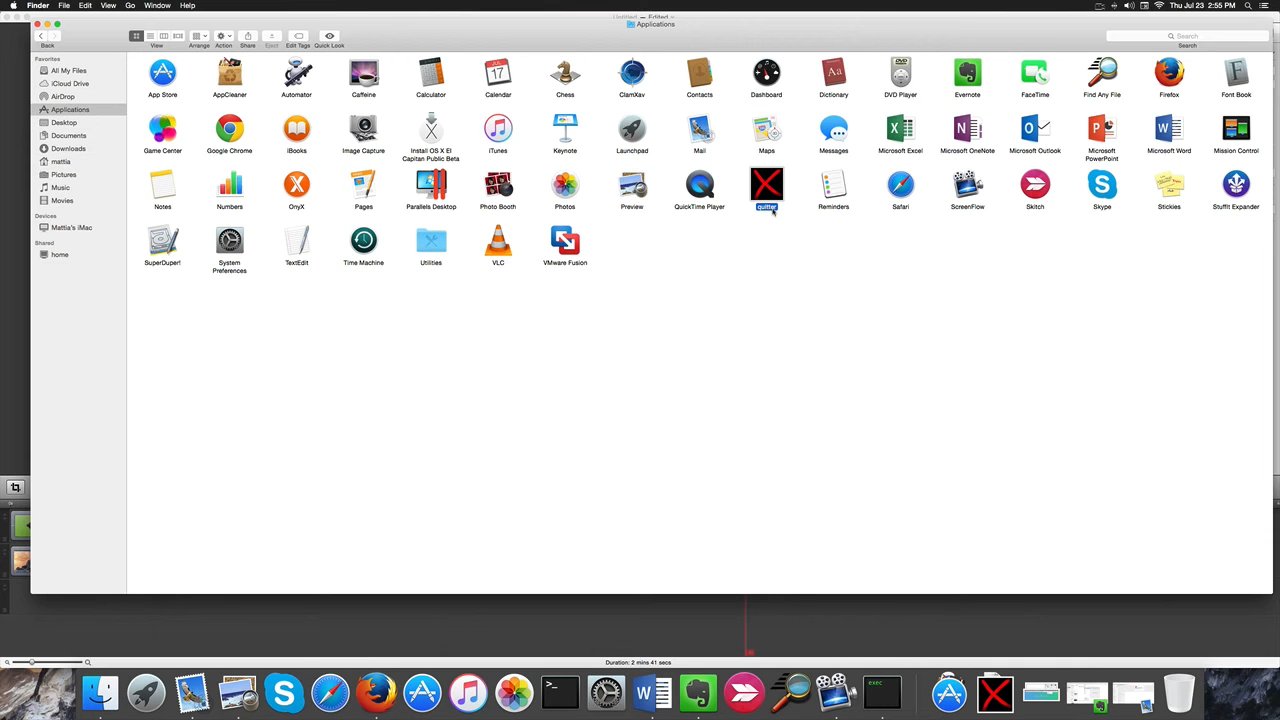 Finder File Edit View Go Window Help Thu Jul 23 2:55 PM
Untitled — Edited
Applications
Back View Arrange Action Share Eject Edit Tags Quick Look Search
Search
Favorites
All My Files
iCloud Drive
AirDrop
Applications
Desktop
Documents
Downloads
mattia
Pictures
Music
Movies
Devices
Mattia's iMac
Shared
home
App Store AppCleaner Automator Caffeine Calculator Calendar Chess ClamXav Contacts Dashboard Dictionary DVD Player Evernote FaceTime Find Any File Firefox Font Book
Game Center Google Chrome iBooks Image Capture Install OS X El Capitan Public Beta iTunes Keynote Launchpad Mail Maps Messages Microsoft Excel Microsoft OneNote Microsoft Outlook Microsoft PowerPoint Microsoft Word Mission Control
Notes Numbers OnyX Pages Parallels Desktop Photo Booth Photos Preview QuickTime Player quitter Reminders Safari ScreenFlow Skitch Skype Stickies StuffIt Expander
SuperDuper! System Preferences TextEdit Time Machine Utilities VLC VMware Fusion
Duration: 2 mins 41 secs
exec